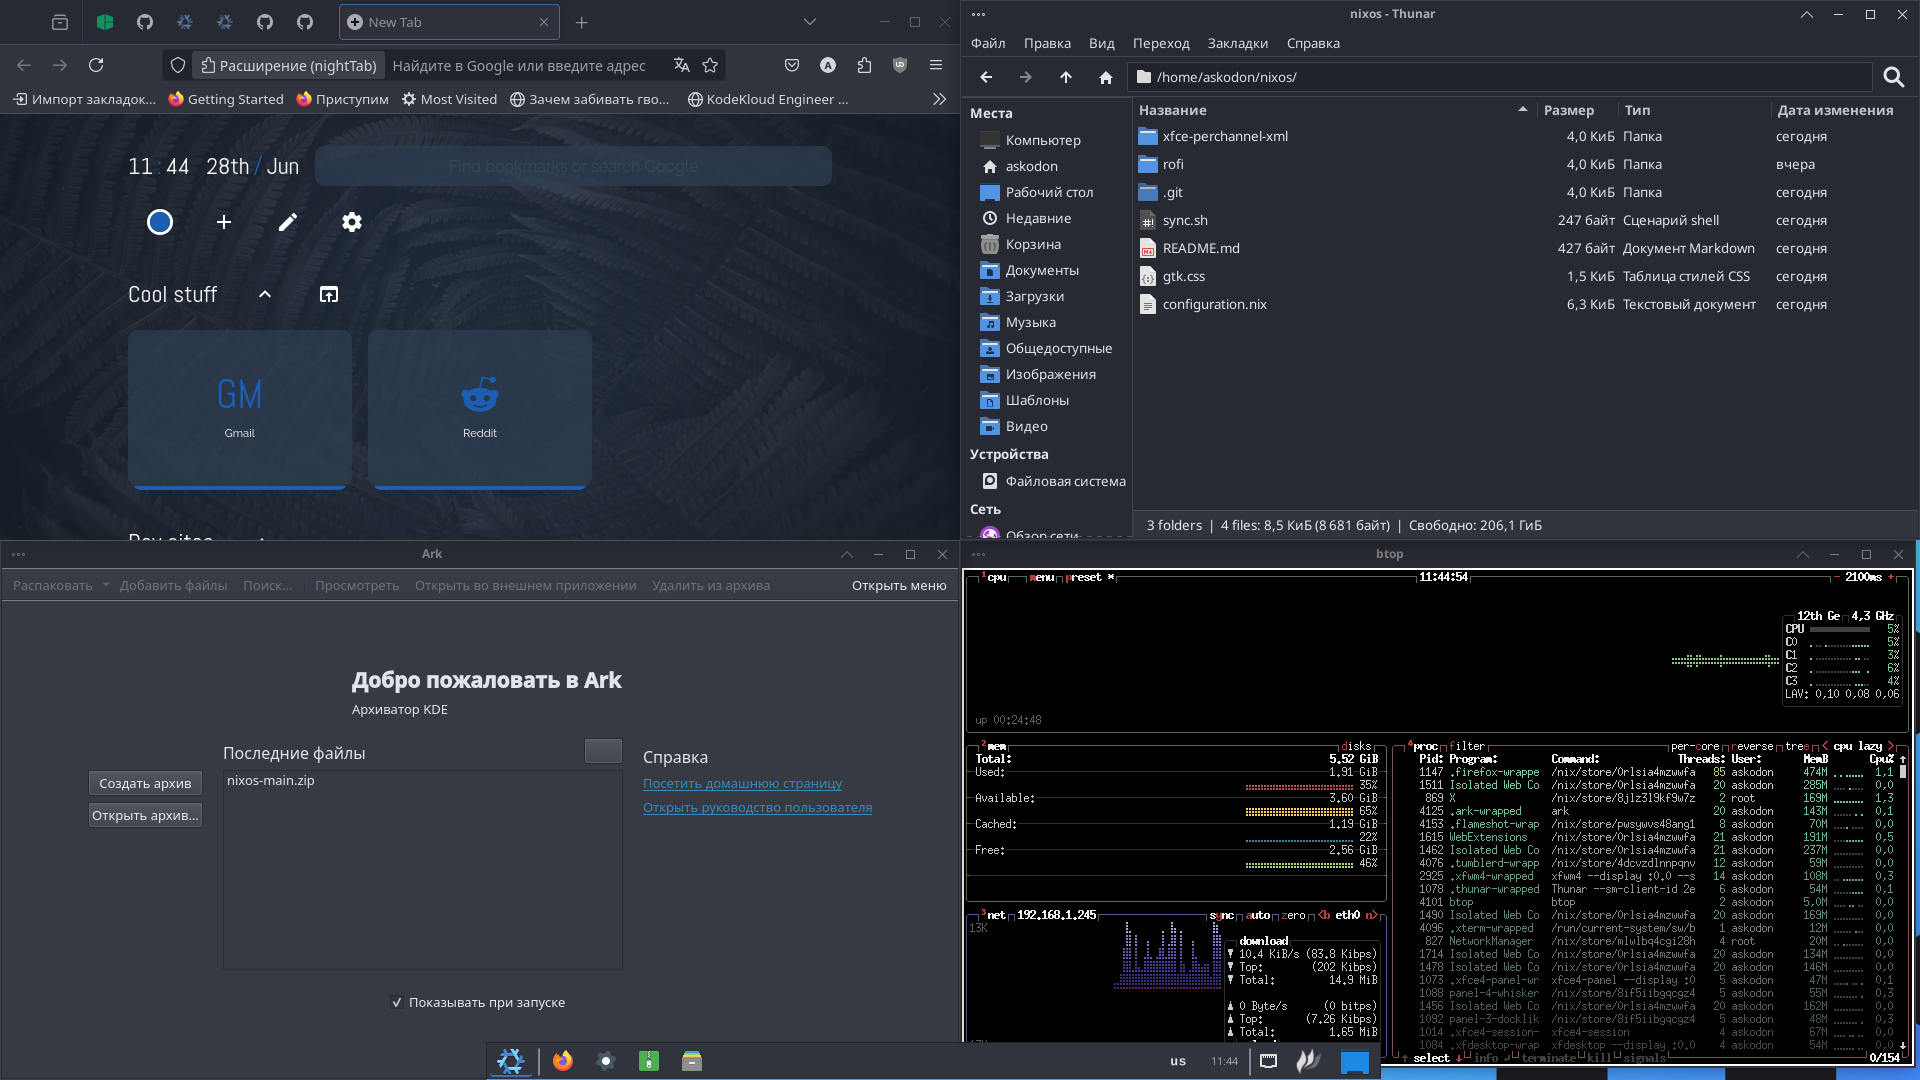 New Tab
Расширение (nightTab)
Найдите в Google или введите адрес
Импорт закладок...
Getting Started
Приступим
Most Visited
Зачем забивать гво...
KodeKloud Engineer ...
11:44 28th / Jun
Find bookmarks or search Google
Cool stuff
GM
Gmail
Reddit
nixos - Thunar
Файл Правка Вид Переход Закладки Справка
/home/askodon/nixos/
Места
Компьютер
askodon
Рабочий стол
Недавние
Корзина
Документы
Загрузки
Музыка
Общедоступные
Изображения
Шаблоны
Видео
Устройства
Файловая система
Сеть
Обзор сети
Название Размер Тип Дата изменения
xfce-perchannel-xml 4,0 КиБ Папка сегодня
rofi 4,0 КиБ Папка вчера
.git 4,0 КиБ Папка сегодня
sync.sh 247 байт Сценарий shell сегодня
README.md 427 байт Документ Markdown сегодня
gtk.css 1,5 КиБ Таблица стилей CSS сегодня
configuration.nix 6,3 КиБ Текстовый документ сегодня
3 folders | 4 files: 8,5 КиБ (8 681 байт) | Свободно: 206,1 ГиБ
Ark
Распаковать Добавить файлы Поиск... Просмотреть Открыть во внешнем приложении Удалить из архива Открыть меню
Добро пожаловать в Ark
Архиватор KDE
Создать архив
Открыть архив...
Последние файлы
nixos-main.zip
Справка
Посетить домашнюю страницу
Открыть руководство пользователя
Показывать при запуске
btop
1cpu menu preset * 11:44:54 - 2100ms +
12th Ge 4,3 GHz
CPU 5%
C0 5%
C1 3%
C2 6%
C3 4%
LAV: 0,10 0,08 0,06
up 00:24:48
2mem disks
Total: 5.52 GiB
Used: 1.91 GiB
35%
Available: 3.60 GiB
65%
Cached: 1.19 GiB
22%
Free: 2.56 GiB
46%
3net 192.168.1.245 sync auto zero <b eth0 n>
13K
download
▼ 10.4 KiB/s (83.8 Kibps)
▼ Top: (202 Kibps)
▼ Total: 14.9 MiB
▲ 0 Byte/s (0 bitps)
▲ Top: (7.26 Kibps)
▲ Total: 1.65 MiB
4proc filter per-core reverse tree < cpu lazy >
Pid: Program: Command: Threads: User: MemB Cpu% ↑
1147 .firefox-wrappe /nix/store/0rlsia4mzwwfa 85 askodon 474M 1,1
1511 Isolated Web Co /nix/store/0rlsia4mzwwfa 20 askodon 285M 0,0
869 X /nix/store/8jlz3l9kf9w7z 2 root 169M 1,3
4125 .ark-wrapped ark 20 askodon 143M 0,1
4153 .flameshot-wrap /nix/store/pwsywvs48ang1 8 askodon 70M 0,0
1615 WebExtensions /nix/store/0rlsia4mzwwfa 21 askodon 191M 0,5
1462 Isolated Web Co /nix/store/0rlsia4mzwwfa 21 askodon 237M 0,0
4076 .tumblerd-wrapp /nix/store/4dcvzdlnnpqnv 12 askodon 59M 0,0
2925 .xfwm4-wrapped xfwm4 --display :0.0 --s 14 askodon 108M 0,3
1078 .thunar-wrapped Thunar --sm-client-id 2e 6 askodon 54M 0,1
4101 btop btop 2 askodon 5,0M 0,0
1490 Isolated Web Co /nix/store/0rlsia4mzwwfa 20 askodon 169M 0,0
4096 .xterm-wrapped /run/current-system/sw/b 1 askodon 12M 0,0
827 NetworkManager /nix/store/mlwlbq4cgi28h 4 root 20M 0,0
1714 Isolated Web Co /nix/store/0rlsia4mzwwfa 20 askodon 134M 0,0
1478 Isolated Web Co /nix/store/0rlsia4mzwwfa 20 askodon 146M 0,0
1073 .xfce4-panel-wr xfce4-panel --display :0 5 askodon 47M 0,1
1088 panel-4-whisker /nix/store/8if5iibgqcgz4 5 askodon 55M 0,3
1456 Isolated Web Co /nix/store/0rlsia4mzwwfa 20 askodon 162M 0,0
1092 panel-3-docklik /nix/store/8if5iibgqcgz4 5 askodon 48M 0,3
1014 .xfce4-session- xfce4-session 4 askodon 67M 0,0
1084 .xfdesktop-wrap xfdesktop --display :0.0 4 askodon 54M 0,0
↑ select ↓ info ↲ terminate kill signals 0/154
us 11:44